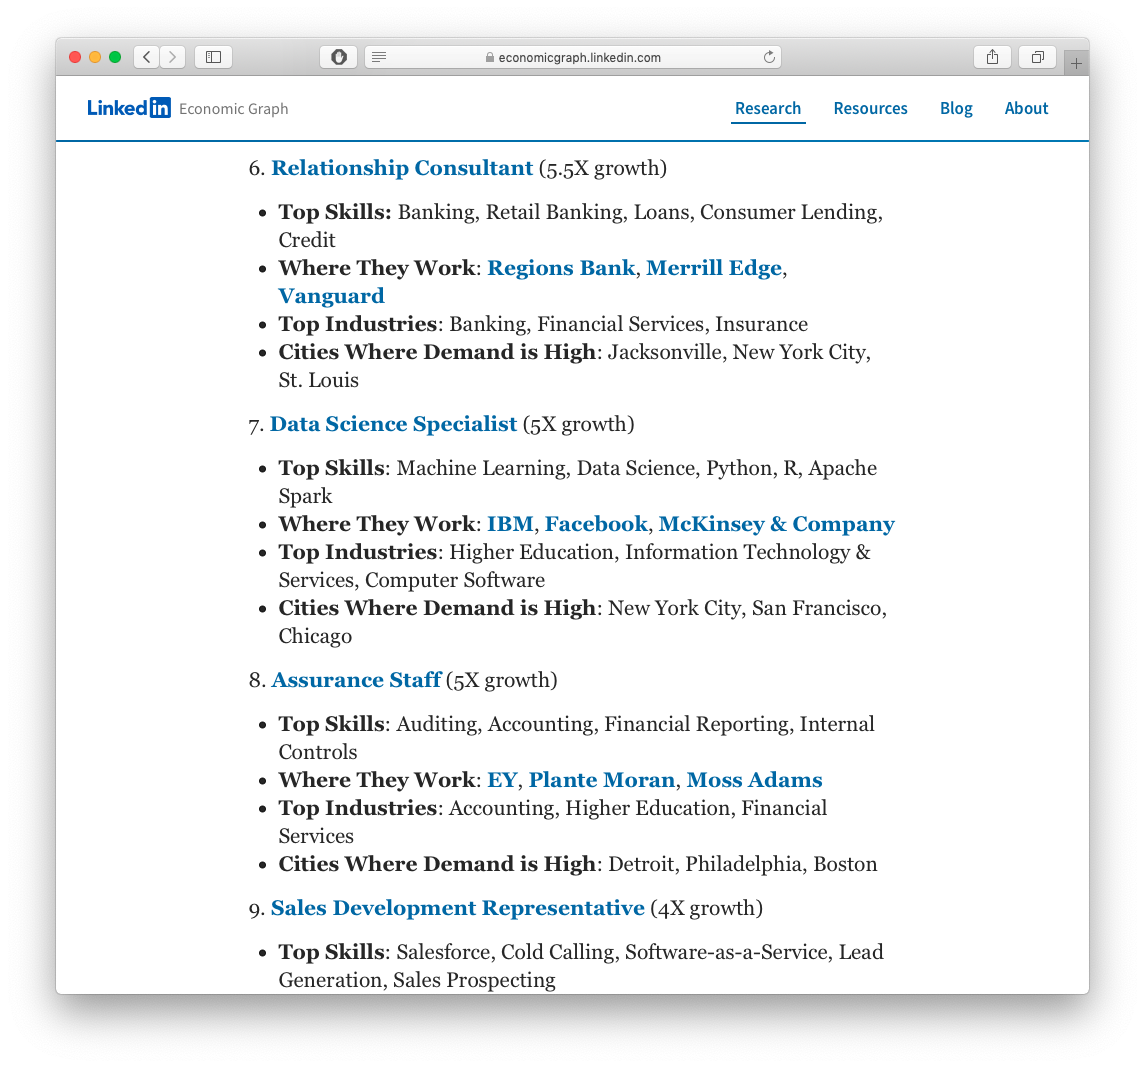 economicgraph.linkedin.com
LinkedIn Economic Graph
Research Resources Blog About
6. Relationship Consultant (5.5X growth)
• Top Skills: Banking, Retail Banking, Loans, Consumer Lending,
Credit
• Where They Work: Regions Bank, Merrill Edge,
Vanguard
• Top Industries: Banking, Financial Services, Insurance
• Cities Where Demand is High: Jacksonville, New York City,
St. Louis
7. Data Science Specialist (5X growth)
• Top Skills: Machine Learning, Data Science, Python, R, Apache
Spark
• Where They Work: IBM, Facebook, McKinsey & Company
• Top Industries: Higher Education, Information Technology &
Services, Computer Software
• Cities Where Demand is High: New York City, San Francisco,
Chicago
8. Assurance Staff (5X growth)
• Top Skills: Auditing, Accounting, Financial Reporting, Internal
Controls
• Where They Work: EY, Plante Moran, Moss Adams
• Top Industries: Accounting, Higher Education, Financial
Services
• Cities Where Demand is High: Detroit, Philadelphia, Boston
9. Sales Development Representative (4X growth)
• Top Skills: Salesforce, Cold Calling, Software-as-a-Service, Lead
Generation, Sales Prospecting